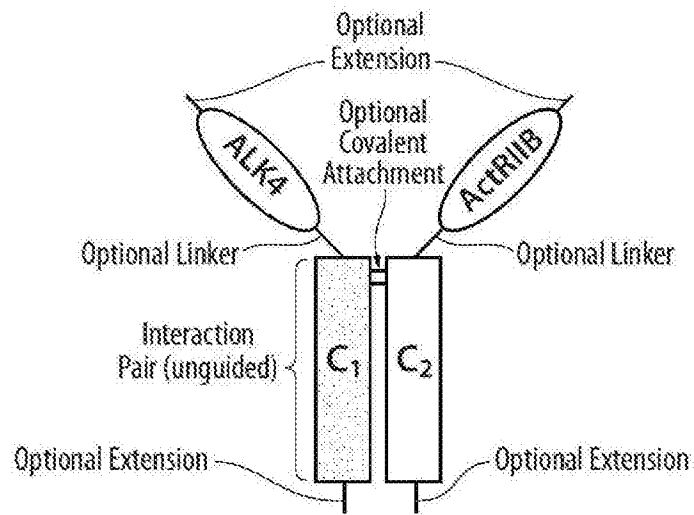 Optional
Extension
Optional
Covalent
Attachment
ALK4
ActRIIB
Optional Linker
Optional Linker
Interaction
Pair (unguided)
C₁
C₂
Optional Extension
Optional Extension